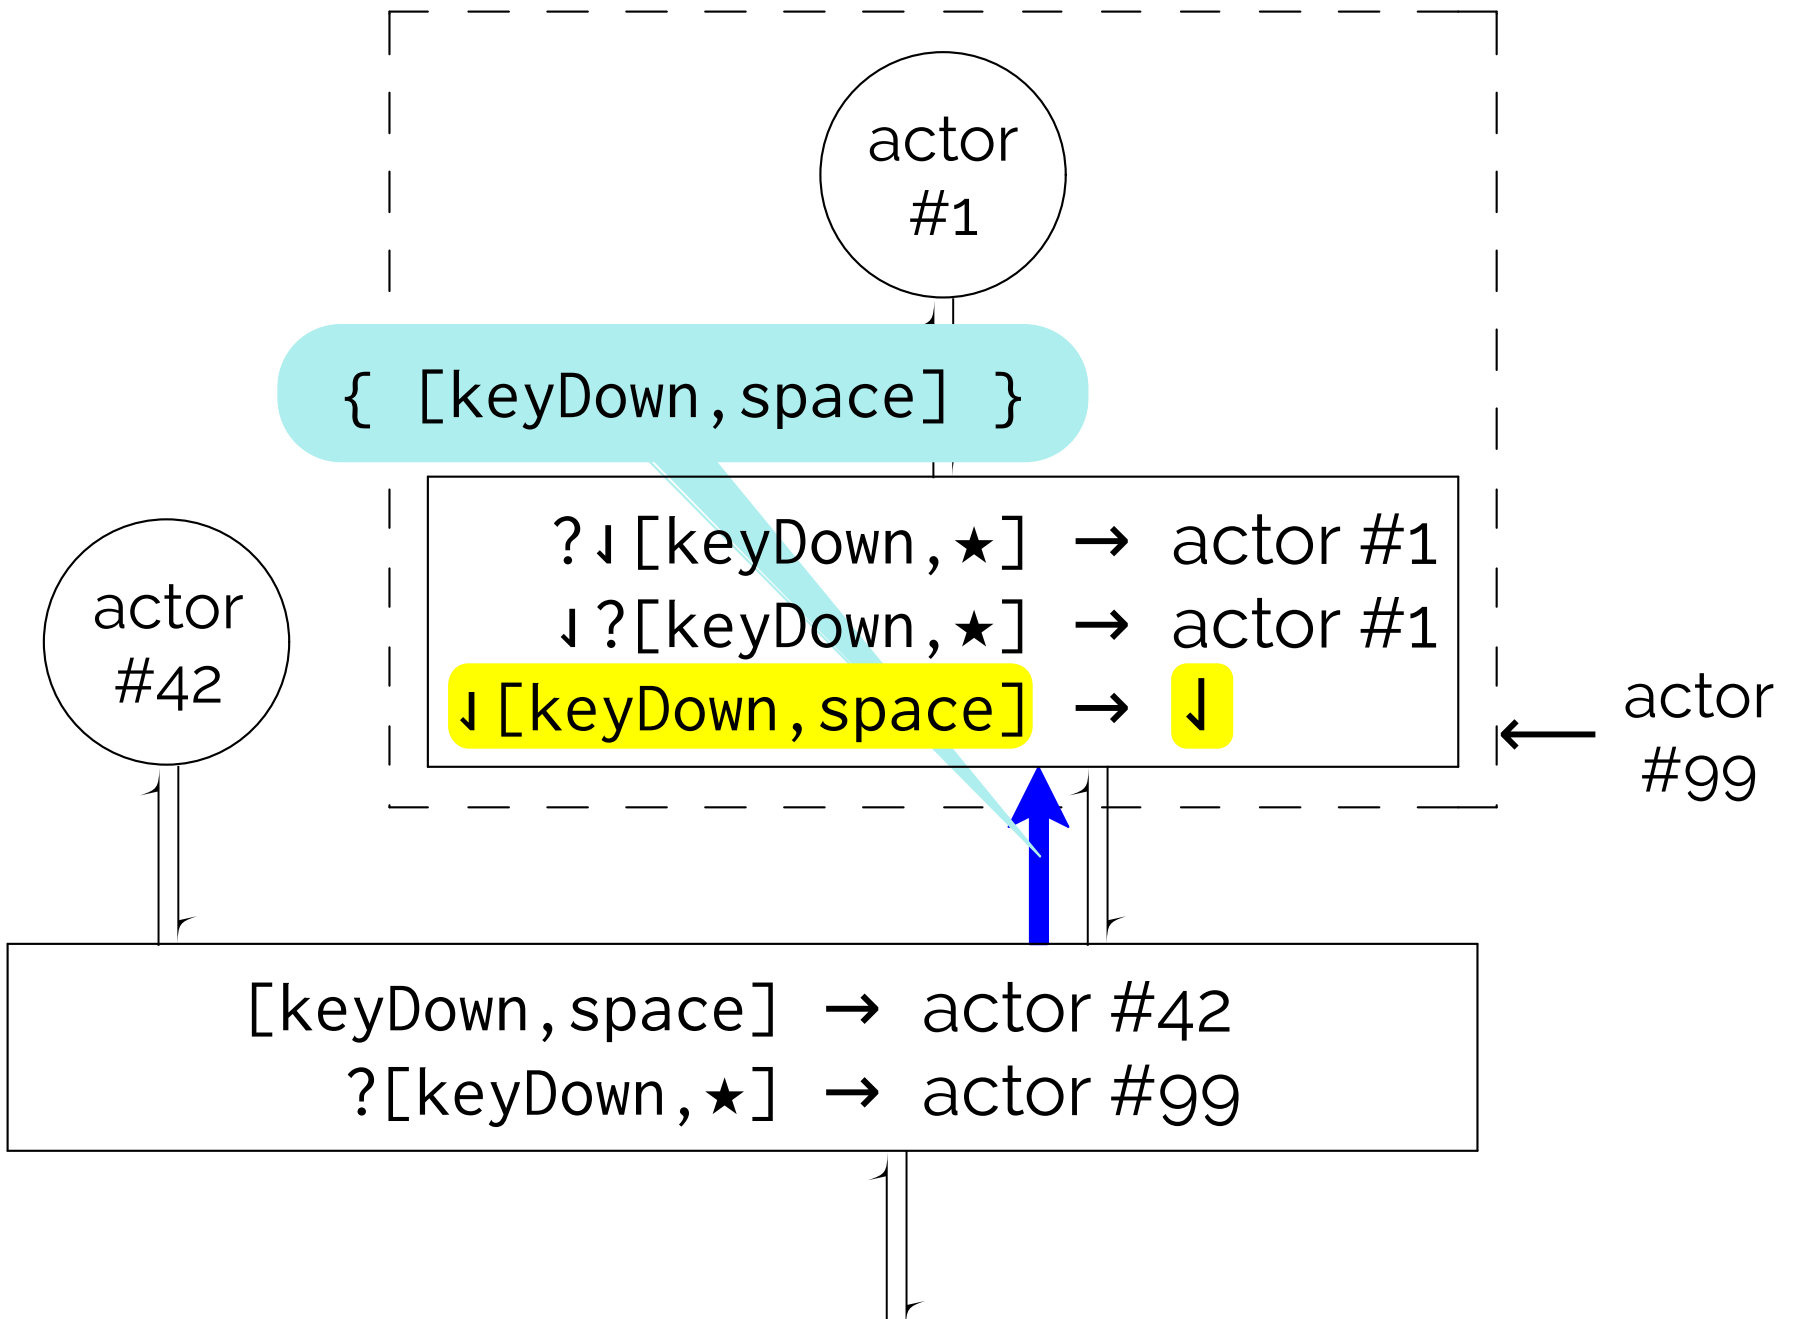 actor
#1
{ [keyDown,space] }
?⇃[keyDown,★] → actor #1
⇃?[keyDown,★] → actor #1
⇃[keyDown,space] → ⇃
actor
#42
actor
#99
[keyDown,space] → actor #42
?[keyDown,★] → actor #99